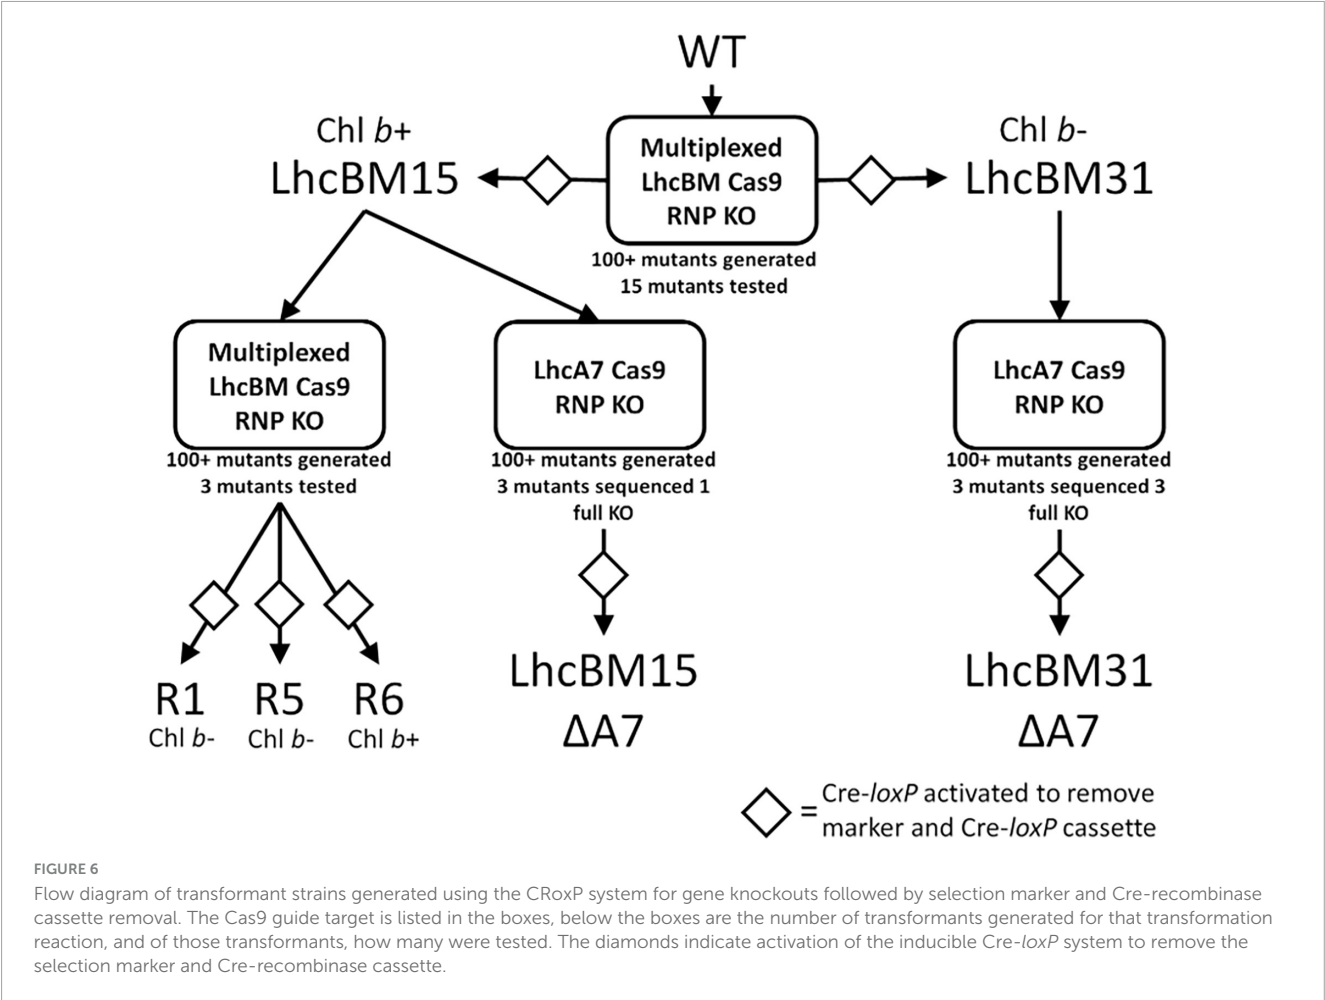 WT
Chl b+
LhcBM15
Multiplexed
LhcBM Cas9
RNP KO
100+ mutants generated
15 mutants tested
Chl b-
LhcBM31
Multiplexed
LhcBM Cas9
RNP KO
100+ mutants generated
3 mutants tested
LhcA7 Cas9
RNP KO
100+ mutants generated
3 mutants sequenced 1
full KO
LhcA7 Cas9
RNP KO
100+ mutants generated
3 mutants sequenced 3
full KO
R1
Chl b-
R5
Chl b-
R6
Chl b+
LhcBM15
ΔA7
LhcBM31
ΔA7
= Cre-loxP activated to remove
marker and Cre-loxP cassette
FIGURE 6
Flow diagram of transformant strains generated using the CRoxP system for gene knockouts followed by selection marker and Cre-recombinase
cassette removal. The Cas9 guide target is listed in the boxes, below the boxes are the number of transformants generated for that transformation
reaction, and of those transformants, how many were tested. The diamonds indicate activation of the inducible Cre-loxP system to remove the
selection marker and Cre-recombinase cassette.